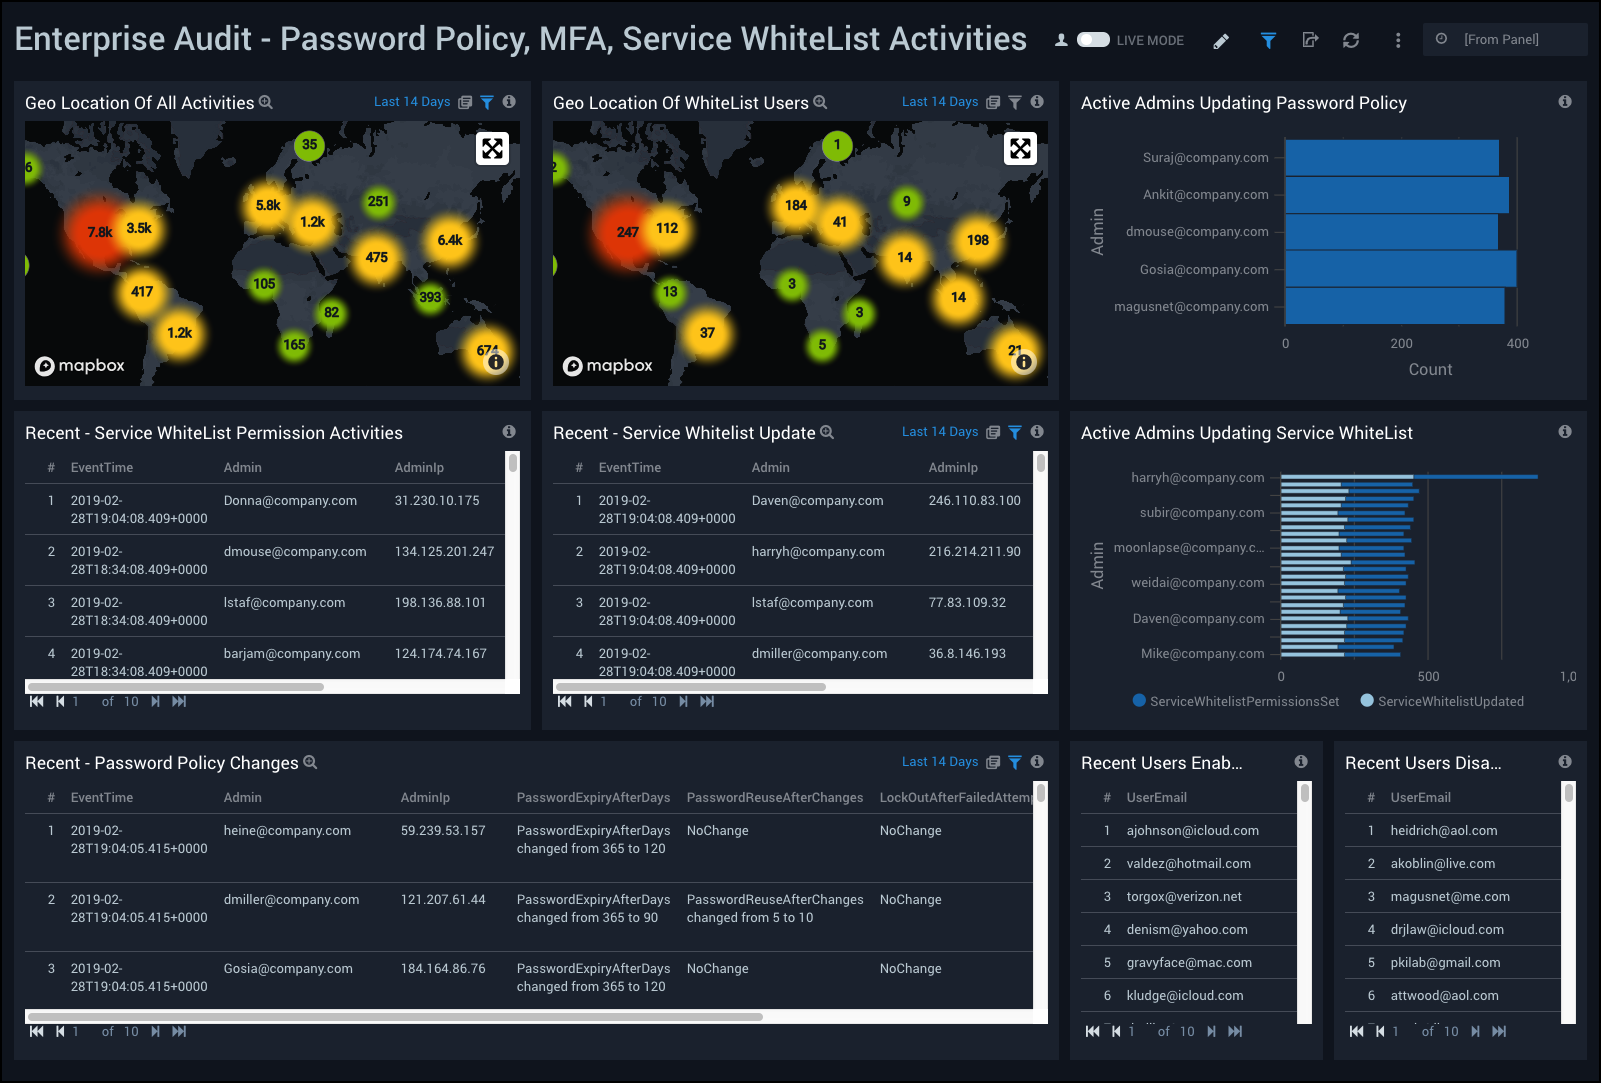 Enterprise Audit - Password Policy, MFA, Service WhiteList Activities
LIVE MODE
[From Panel]
Geo Location Of All Activities
Last 14 Days
35
6
5.8k
251
7.8k
3.5k
1.2k
6.4k
475
417
105
393
82
1.2k
165
674
mapbox
Geo Location Of WhiteList Users
Last 14 Days
1
2
184
9
247
112
41
198
14
13
3
14
3
37
5
21
mapbox
Active Admins Updating Password Policy
Admin
Suraj@company.com
Ankit@company.com
dmouse@company.com
Gosia@company.com
magusnet@company.com
0 200 400
Count
Recent - Service WhiteList Permission Activities
# EventTime Admin AdminIp
1 2019-02- Donna@company.com 31.230.10.175
28T19:04:08.409+0000
2 2019-02- dmouse@company.com 134.125.201.247
28T18:34:08.409+0000
3 2019-02- lstaf@company.com 198.136.88.101
28T18:34:08.409+0000
4 2019-02- barjam@company.com 124.174.74.167
28T18:34:08.409+0000
1 of 10
Recent - Service Whitelist Update
Last 14 Days
# EventTime Admin AdminIp
1 2019-02- Daven@company.com 246.110.83.100
28T19:04:08.409+0000
2 2019-02- harryh@company.com 216.214.211.90
28T19:04:08.409+0000
3 2019-02- lstaf@company.com 77.83.109.32
28T19:04:08.409+0000
4 2019-02- dmiller@company.com 36.8.146.193
28T19:04:08.409+0000
1 of 10
Active Admins Updating Service WhiteList
Admin
harryh@company.com
subir@company.com
moonlapse@company.c...
weidai@company.com
Daven@company.com
Mike@company.com
0 500 1,0
ServiceWhitelistPermissionsSet ServiceWhitelistUpdated
Recent - Password Policy Changes
Last 14 Days
# EventTime Admin AdminIp PasswordExpiryAfterDays PasswordReuseAfterChanges LockOutAfterFailedAttemp
1 2019-02- heine@company.com 59.239.53.157 PasswordExpiryAfterDays NoChange NoChange
28T19:04:05.415+0000 changed from 365 to 120
2 2019-02- dmiller@company.com 121.207.61.44 PasswordExpiryAfterDays PasswordReuseAfterChanges NoChange
28T19:04:05.415+0000 changed from 365 to 90 changed from 5 to 10
3 2019-02- Gosia@company.com 184.164.86.76 PasswordExpiryAfterDays NoChange NoChange
28T19:04:05.415+0000 changed from 365 to 120
1 of 10
Recent Users Enab...
# UserEmail
1 ajohnson@icloud.com
2 valdez@hotmail.com
3 torgox@verizon.net
4 denism@yahoo.com
5 gravyface@mac.com
6 kludge@icloud.com
1 of 10
Recent Users Disa...
# UserEmail
1 heidrich@aol.com
2 akoblin@live.com
3 magusnet@me.com
4 drjlaw@icloud.com
5 pkilab@gmail.com
6 attwood@aol.com
1 of 10